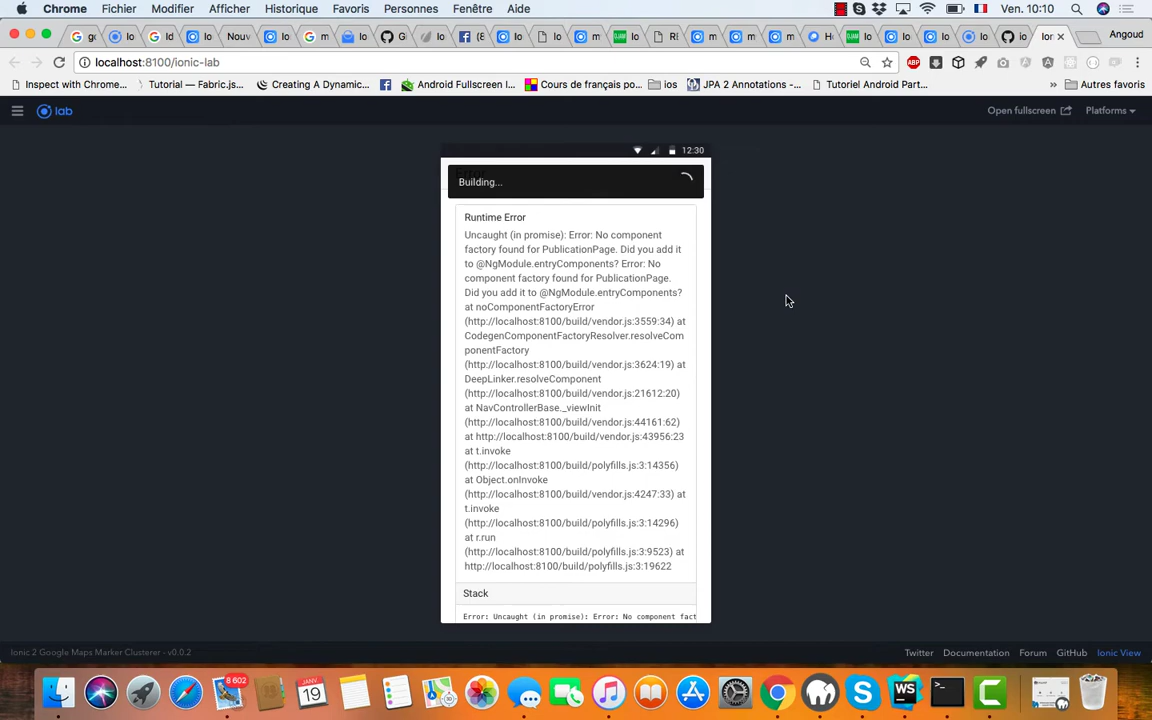 Chrome Fichier Modifier Afficher Historique Favoris Personnes Fenêtre Aide Ven. 10:10
Angoud
localhost:8100/ionic-lab
Inspect with Chrome... Tutorial — Fabric.js... Creating A Dynamic... Android Fullscreen I... Cours de français po... ios JPA 2 Annotations -... Tutoriel Android Part... » Autres favoris
lab Open fullscreen Platforms
12:30
Building...
Runtime Error
Uncaught (in promise): Error: No component
factory found for PublicationPage. Did you add it
to @NgModule.entryComponents? Error: No
component factory found for PublicationPage.
Did you add it to @NgModule.entryComponents?
at noComponentFactoryError
(http://localhost:8100/build/vendor.js:3559:34) at
CodegenComponentFactoryResolver.resolveCom
ponentFactory
(http://localhost:8100/build/vendor.js:3624:19) at
DeepLinker.resolveComponent
(http://localhost:8100/build/vendor.js:21612:20)
at NavControllerBase._viewInit
(http://localhost:8100/build/vendor.js:44161:62)
at http://localhost:8100/build/vendor.js:43956:23
at t.invoke
(http://localhost:8100/build/polyfills.js:3:14356)
at Object.onInvoke
(http://localhost:8100/build/vendor.js:4247:33) at
t.invoke
(http://localhost:8100/build/polyfills.js:3:14296)
at r.run
(http://localhost:8100/build/polyfills.js:3:9523) at
http://localhost:8100/build/polyfills.js:3:19622
Stack
Error: Uncaught (in promise): Error: No component fact
Ionic 2 Google Maps Marker Clusterer - v0.0.2 Twitter Documentation Forum GitHub Ionic View
8 602
JANV
19
WS